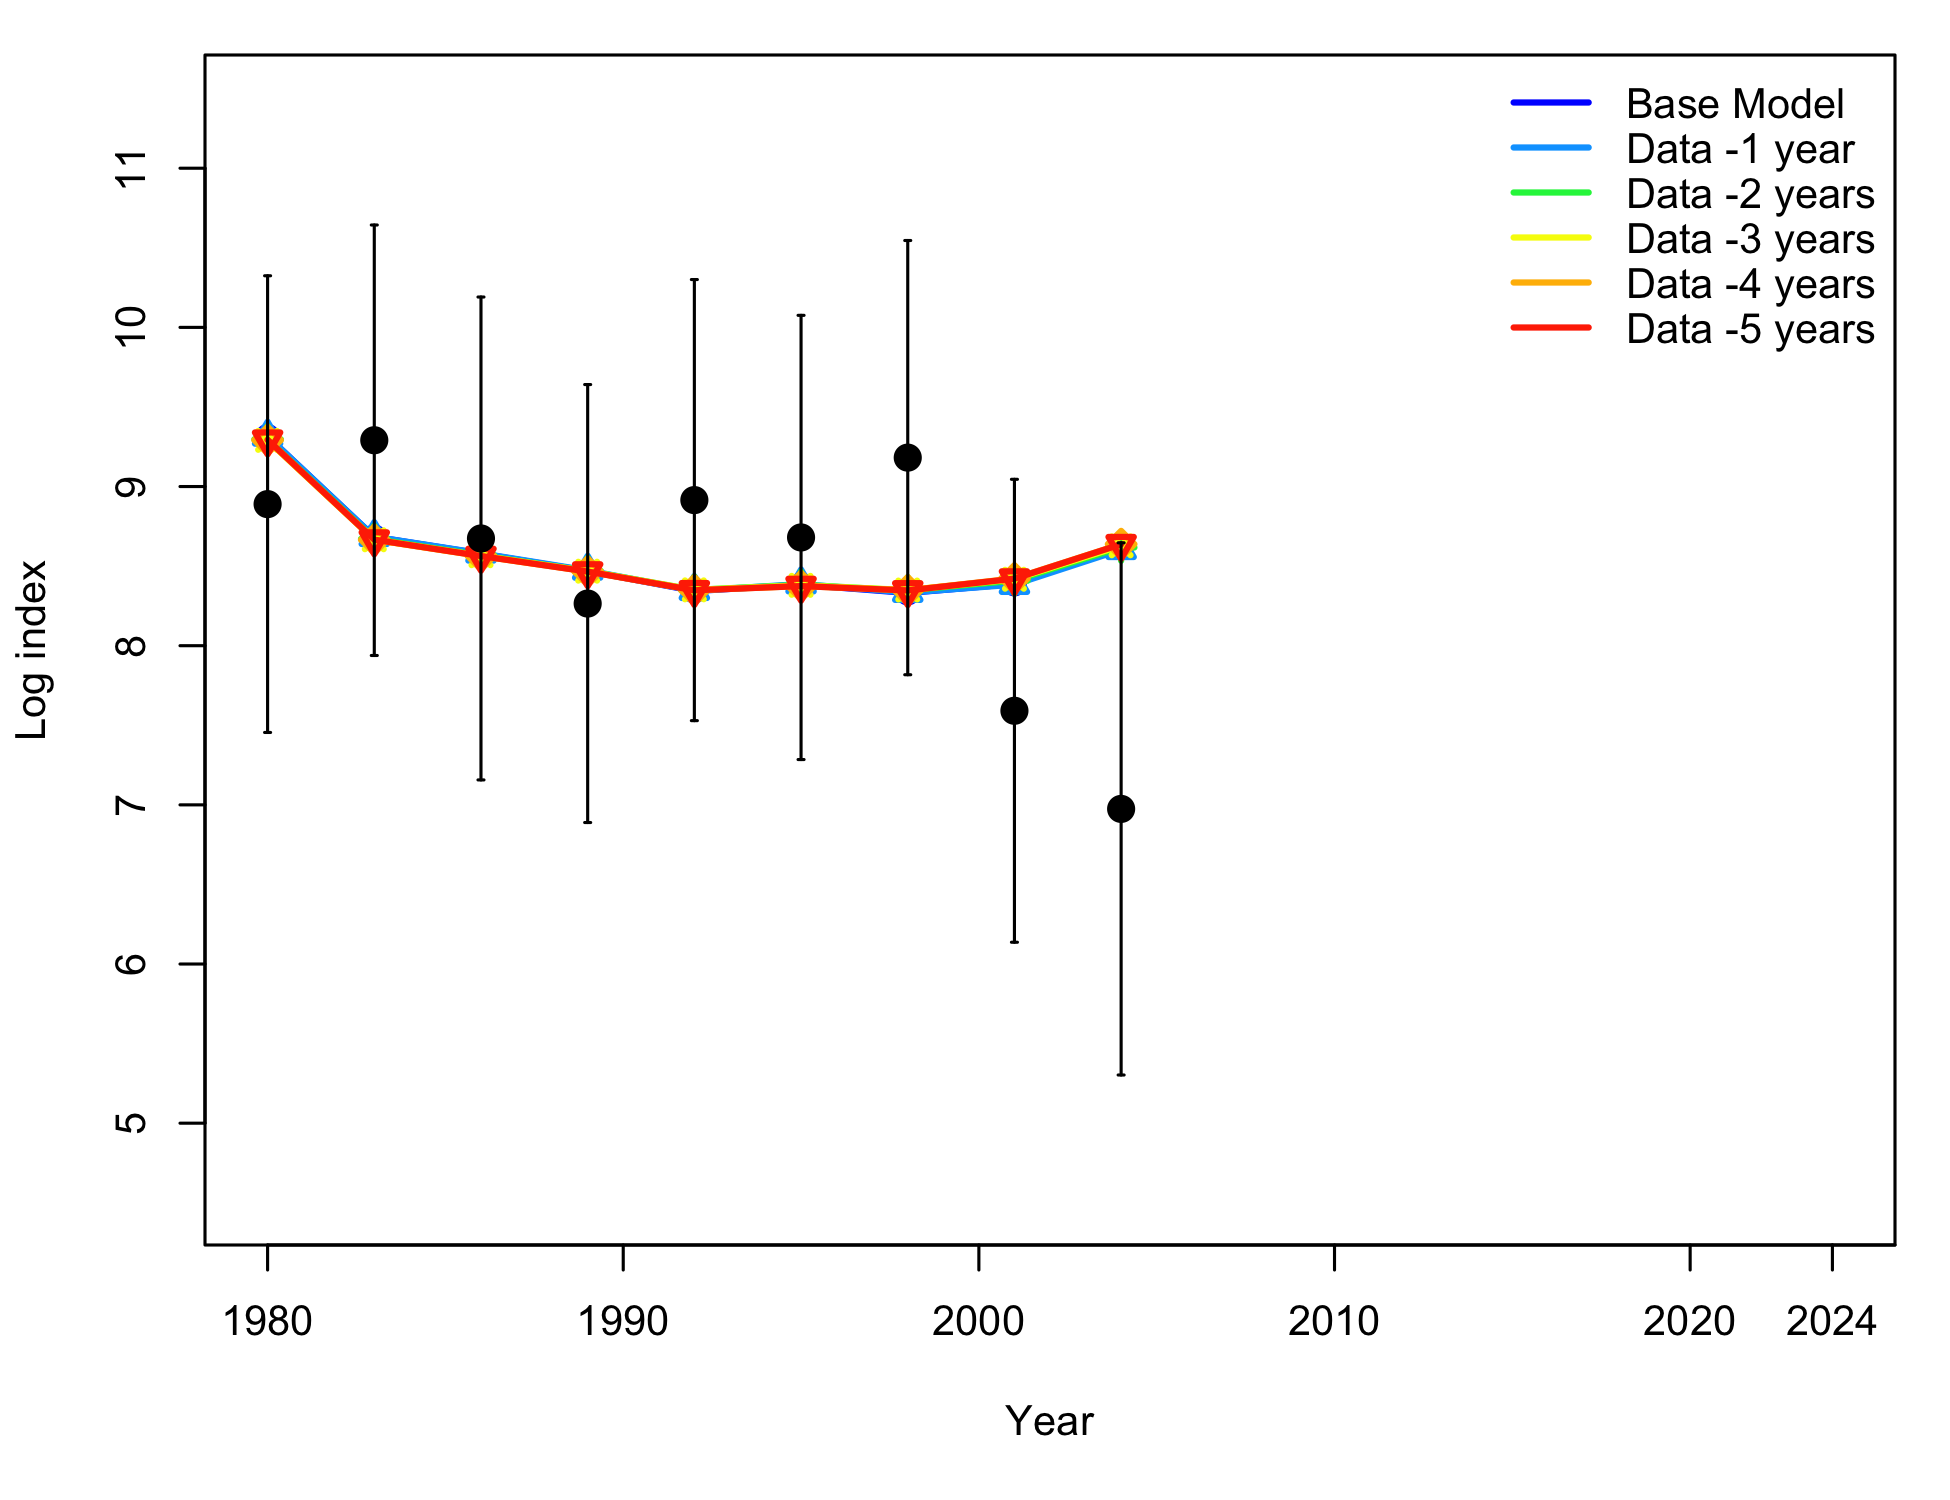 Base Model
Data -1 year
Data -2 years
Data -3 years
Data -4 years
Data -5 years
11
10
9
8
7
6
5
Log index
1980 1990 2000 2010 2020 2024
Year